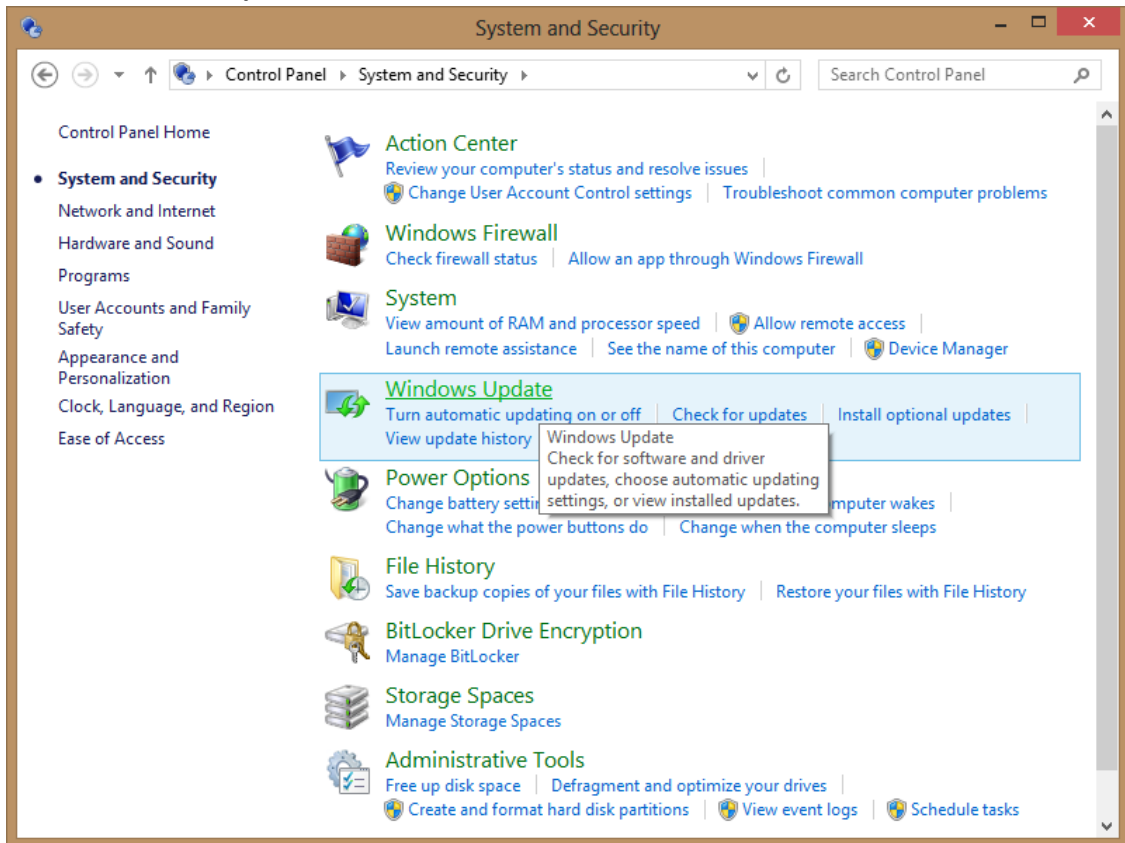 System and Security
Control Panel System and Security
Search Control Panel
Control Panel Home
System and Security
Network and Internet
Hardware and Sound
Programs
User Accounts and Family
Safety
Appearance and
Personalization
Clock, Language, and Region
Ease of Access
Action Center
Review your computer's status and resolve issues
Change User Account Control settings Troubleshoot common computer problems
Windows Firewall
Check firewall status Allow an app through Windows Firewall
System
View amount of RAM and processor speed Allow remote access
Launch remote assistance See the name of this computer Device Manager
Windows Update
Turn automatic updating on or off Check for updates Install optional updates
View update history
Windows Update
Check for software and driver
updates, choose automatic updating
settings, or view installed updates.
Power Options
Change battery wakes
Change what the power buttons do Change when the computer sleeps
File History
Save backup copies of your files with File History Restore your files with File History
BitLocker Drive Encryption
Manage BitLocker
Storage Spaces
Manage Storage Spaces
Administrative Tools
Free up disk space Defragment and optimize your drives
Create and format hard disk partitions View event logs Schedule tasks